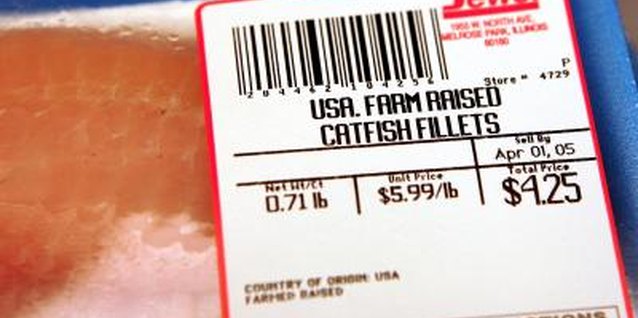 1955 W. NORTH AVE.
MELROSE PARK, ILLINOIS
60160
P
Store # 4729
204462 104256
USA. FARM RAISED
CATFISH FILLETS
Sell By
Apr 01, 05
Net Wt/Ct
0.71 lb
Unit Price
$5.99/lb
Total Price
$4.25
COUNTRY OF ORIGIN: USA
FARMED RAISED